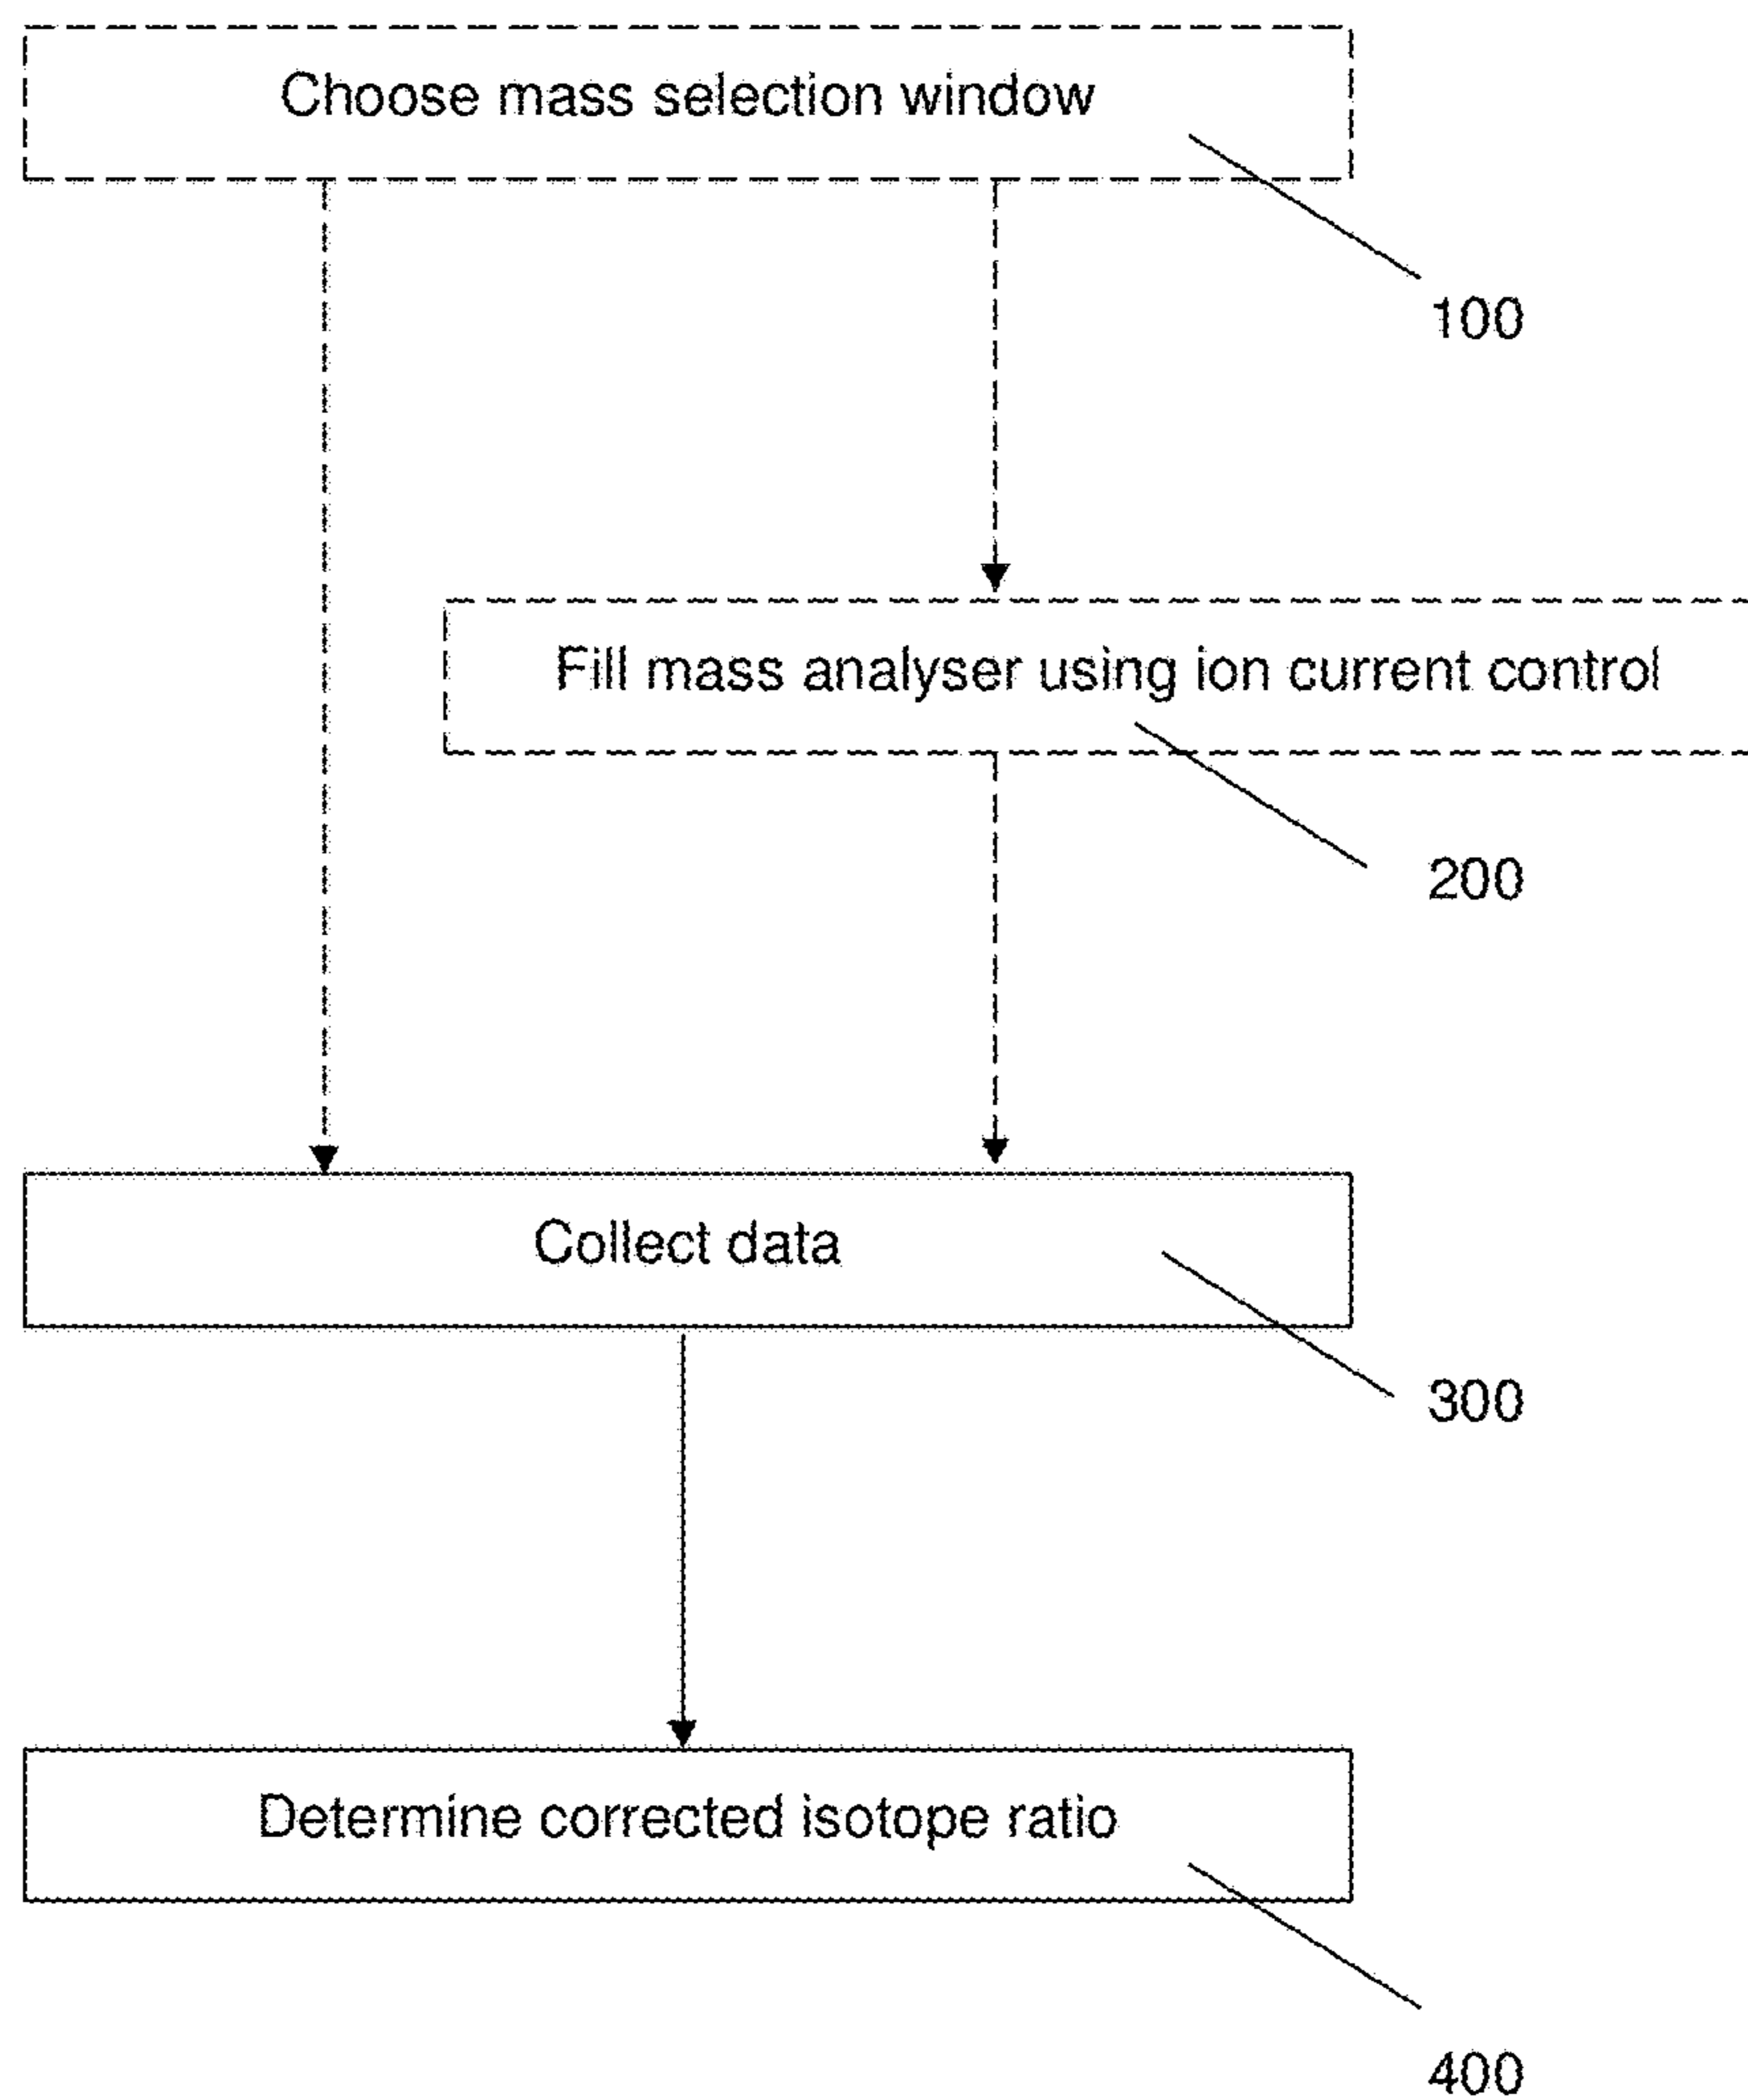 Choose mass selection window
100
Fill mass analyser using ion current control
200
Collect data
300
Determine corrected isotope ratio
400